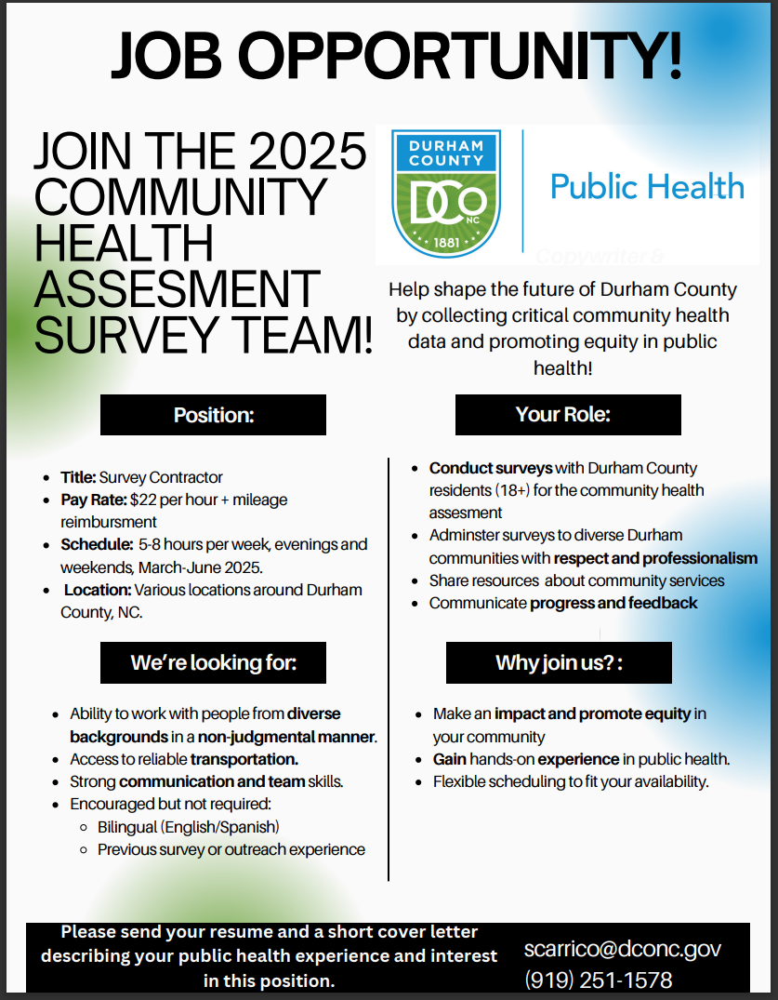 JOB OPPORTUNITY!
JOIN THE 2025
COMMUNITY
HEALTH
ASSESMENT
SURVEY TEAM!
DURHAM
COUNTY
DCo
NC
1881
Public Health
Copywriter &
Help shape the future of Durham County
by collecting critical community health
data and promoting equity in public
health!
Position:
• Title: Survey Contractor
• Pay Rate: $22 per hour + mileage
reimbursment
• Schedule: 5-8 hours per week, evenings and
weekends, March-June 2025.
• Location: Various locations around Durham
County, NC.
Your Role:
• Conduct surveys with Durham County
residents (18+) for the community health
assesment
• Adminster surveys to diverse Durham
communities with respect and professionalism
• Share resources about community services
• Communicate progress and feedback
We're looking for:
• Ability to work with people from diverse
backgrounds in a non-judgmental manner.
• Access to reliable transportation.
• Strong communication and team skills.
• Encouraged but not required:
◦ Bilingual (English/Spanish)
◦ Previous survey or outreach experience
Why join us? :
• Make an impact and promote equity in
your community
• Gain hands-on experience in public health.
• Flexible scheduling to fit your availability.
Please send your resume and a short cover letter
describing your public health experience and interest
in this position.
scarrico@dconc.gov
(919) 251-1578